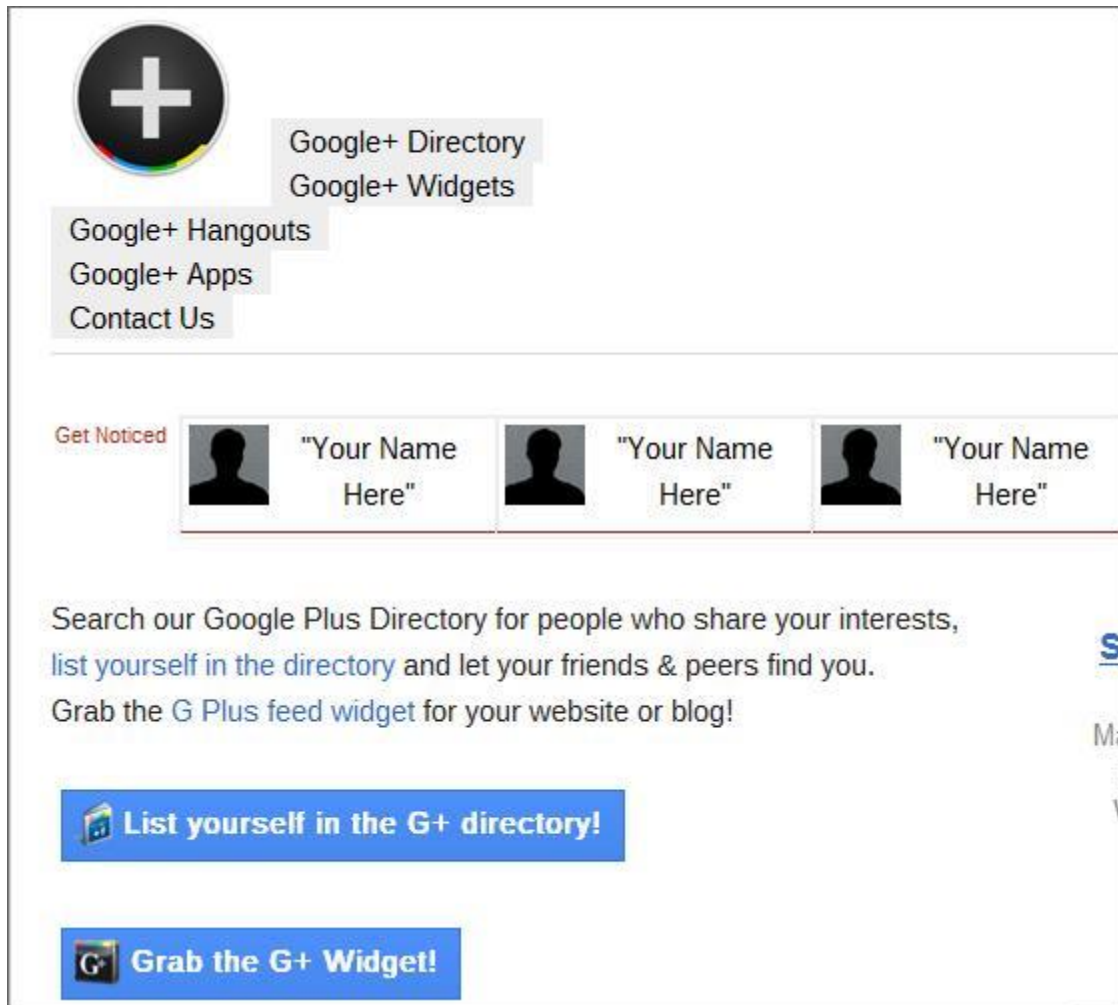 Google+ Directory
Google+ Widgets
Google+ Hangouts
Google+ Apps
Contact Us
Get Noticed
"Your Name
Here"
"Your Name
Here"
"Your Name
Here"
Search our Google Plus Directory for people who share your interests,
list yourself in the directory and let your friends & peers find you.
Grab the G Plus feed widget for your website or blog!
List yourself in the G+ directory!
G+ Grab the G+ Widget!